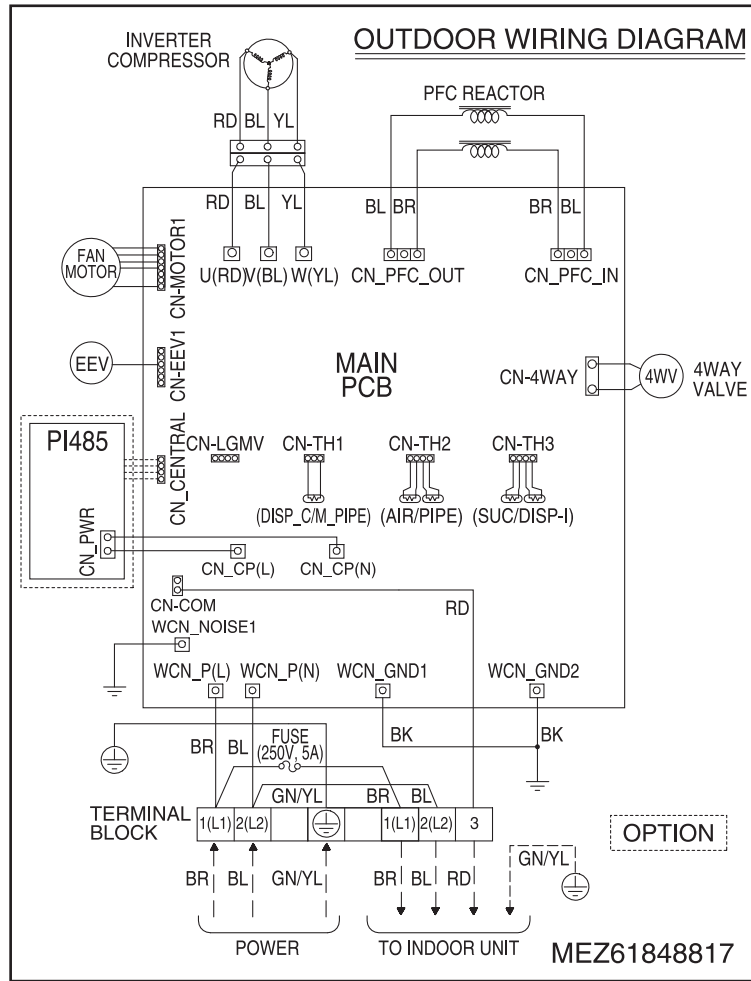 OUTDOOR WIRING DIAGRAM
INVERTER
COMPRESSOR
PFC REACTOR
RD BL YL
RD BL YL
BL BR
BR BL
FAN
MOTOR
CN-MOTOR1
U(RD) V(BL) W(YL)
CN_PFC_OUT
CN_PFC_IN
EEV
CN-EEV1
MAIN
PCB
CN-4WAY
4WV
4WAY
VALVE
PI485
CN_CENTRAL
CN-LGMV
CN-TH1
CN-TH2
CN-TH3
(DISP_C/M_PIPE)
(AIR/PIPE)
(SUC/DISP-I)
CN_PWR
CN_CP(L)
CN_CP(N)
CN-COM
RD
WCN_NOISE1
WCN_P(L)
WCN_P(N)
WCN_GND1
WCN_GND2
BR BL
FUSE
(250V, 5A)
BK
BK
GN/YL
BR BL
TERMINAL
BLOCK
1(L1) 2(L2) 1(L1) 2(L2) 3
OPTION
BR BL GN/YL
BR BL RD
GN/YL
POWER
TO INDOOR UNIT
MEZ61848817